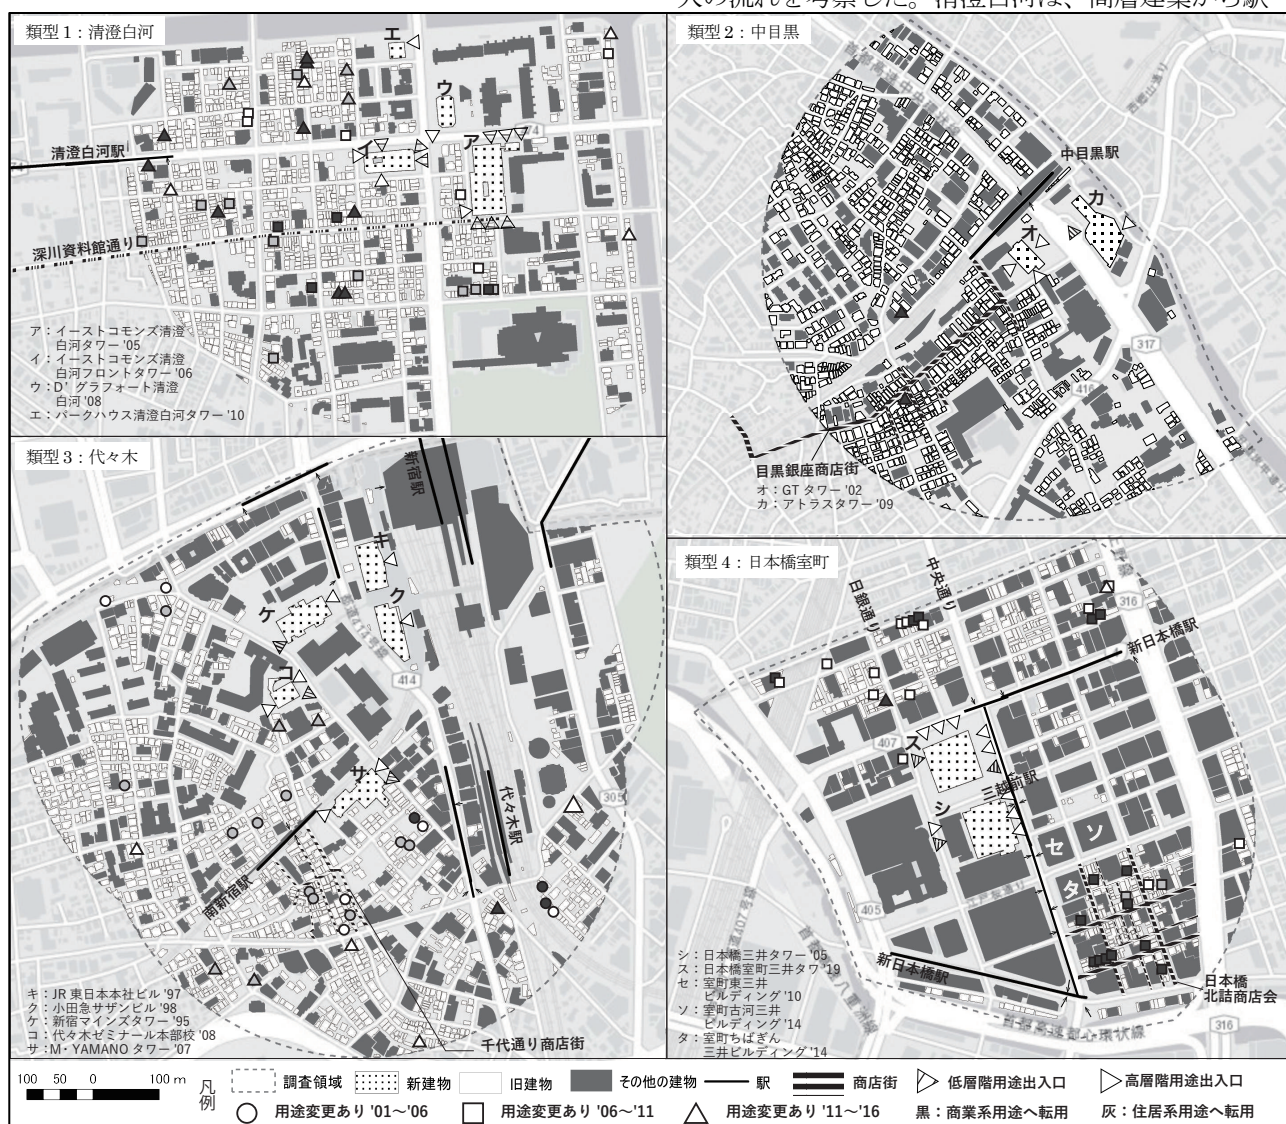 人の流れを考察した。清澄白河は、高層建築から駅
類型1：清澄白河
エ
ウ
ア
イ
清澄白河駅
深川資料館通り
ア：イーストコモンズ清澄
白河タワー '05
イ：イーストコモンズ清澄
白河フロントタワー '06
ウ：D' グラフォート清澄
白河 '08
エ：パークハウス清澄白河タワー '10
類型2：中目黒
中目黒駅
カ
オ
317
416
目黒銀座商店街
オ：GT タワー '02
カ：アトラスタワー '09
類型3：代々木
新宿駅
キ
ク
ケ
コ
414
サ
305
代々木駅
南新宿駅
キ：JR 東日本本社ビル '97
ク：小田急サザンビル '98
ケ：新宿マインズタワー '95
コ：代々木ゼミナール本部校 '08
サ：M・YAMANO タワー '07
千代通り商店街
類型4：日本橋室町
中央通り
日銀通り
316
新日本橋駅
407
ス
三越前駅
シ
セ
ソ
タ
405
新日本橋駅
シ：日本橋三井タワー '05
ス：日本橋室町三井タワ '19
セ：室町東三井
ビルディング '10
ソ：室町古河三井
ビルディング '14
タ：室町ちばぎん
三井ビルディング '14
日本橋
北詰商店会
首都高速都心環状線
316
100 50 0 100 m
凡例
調査領域 新建物 旧建物 その他の建物 駅 商店街 低層階用途出入口 高層階用途出入口
用途変更あり '01〜'06 用途変更あり '06〜'11 用途変更あり '11〜'16 黒：商業系用途へ転用 灰：住居系用途へ転用